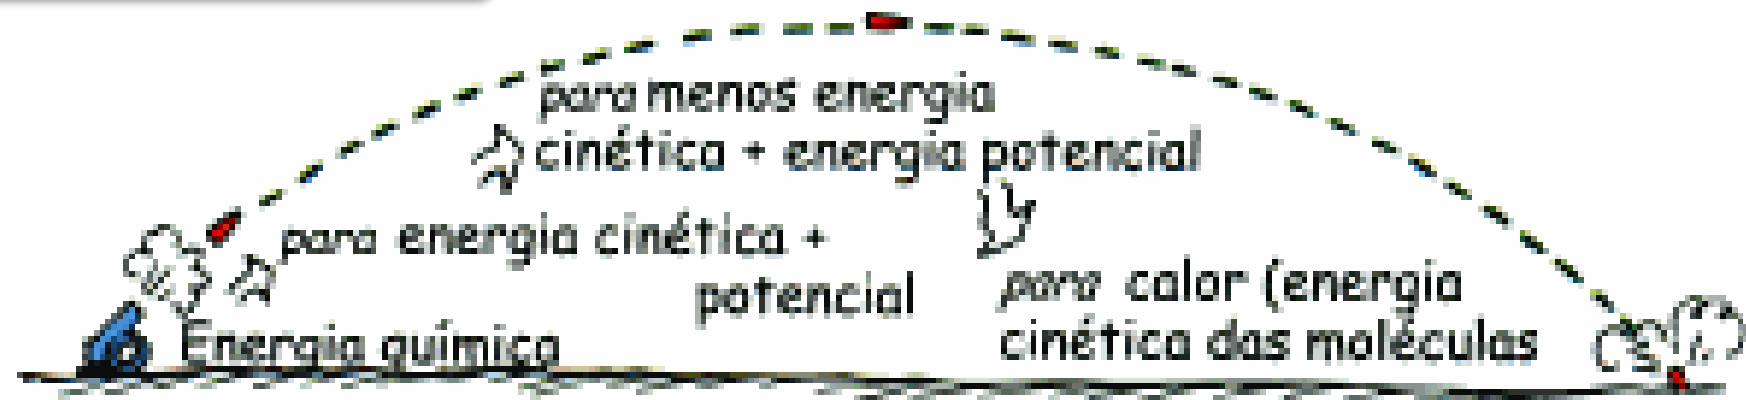 para menos energia
cinética + energia potencial
para energia cinética +
potencial
para calor (energia
cinética das moléculas
Energia química